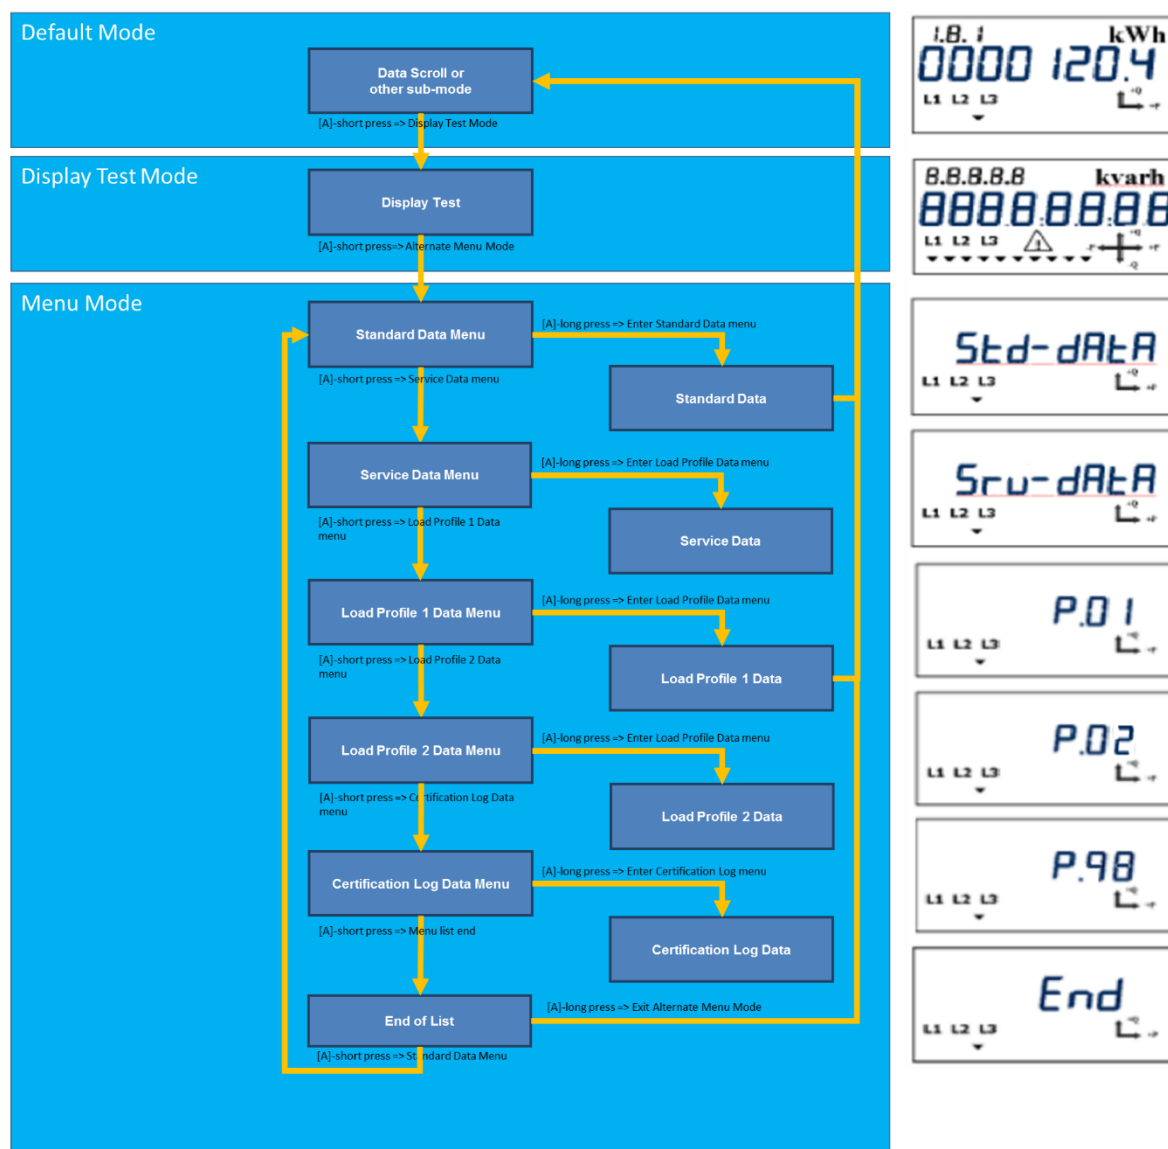 Default Mode
Data Scroll or
other sub-mode
[A]-short press => Display Test Mode
Display Test Mode
Display Test
[A]-short press=> Alternate Menu Mode
Menu Mode
Standard Data Menu
[A]-long press => Enter Standard Data menu
[A]-short press => Service Data menu
Standard Data
Service Data Menu
[A]-long press => Enter Load Profile Data menu
[A]-short press => Load Profile 1 Data
menu
Service Data
Load Profile 1 Data Menu
[A]-long press => Enter Load Profile Data menu
[A]-short press => Load Profile 2 Data
menu
Load Profile 1 Data
Load Profile 2 Data Menu
[A]-long press => Enter Load Profile Data menu
[A]-short press => Certification Log Data
menu
Load Profile 2 Data
Certification Log Data Menu
[A]-long press => Enter Certification Log menu
[A]-short press => Menu list end
Certification Log Data
End of List
[A]-long press => Exit Alternate Menu Mode
[A]-short press => Standard Data Menu
1.8.1 kWh
0000120.4
L1 L2 L3 +Q +P
8.8.8.8.8 kvarh
8888.8:8.8:8
L1 L2 L3 -P +Q +P
-Q
Std-dAtA
L1 L2 L3 +Q +P
Srv-dAtA
L1 L2 L3 +Q +P
P.01
L1 L2 L3
P.02
L1 L2 L3
P.98
L1 L2 L3
End
L1 L2 L3